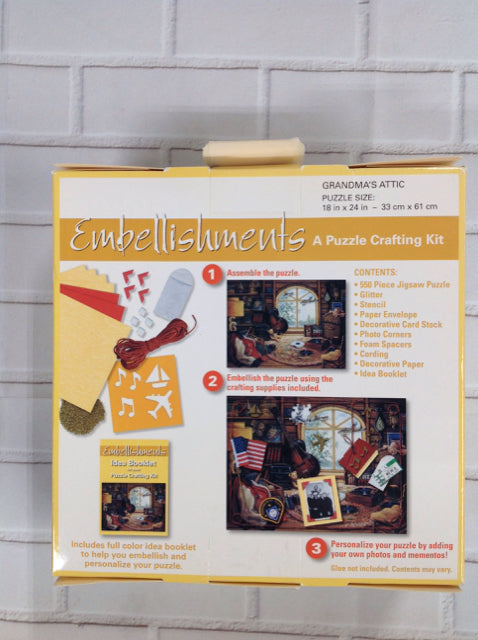 GRANDMA'S ATTIC
PUZZLE SIZE:
18 in x 24 in – 33 cm x 61 cm
Embellishments A Puzzle Crafting Kit
1 Assemble the puzzle.
CONTENTS:
• 550 Piece Jigsaw Puzzle
• Glitter
• Stencil
• Paper Envelope
• Decorative Card Stock
• Photo Corners
• Foam Spacers
• Cording
• Decorative Paper
• Idea Booklet
2 Embellish the puzzle using the
crafting supplies included.
Embellishments
Idea Booklet
Puzzle Crafting Kit
Includes full color idea booklet
to help you embellish and
personalize your puzzle.
3 Personalize your puzzle by adding
your own photos and mementos!
Glue not included. Contents may vary.